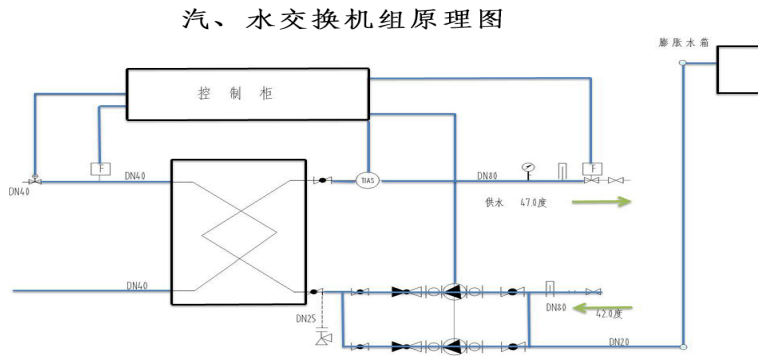 汽、水交换机组原理图
膨胀水箱
控制柜
F
F
DN40
DN40
TIAS
DN80
供水 47.0度
DN40
DN25
DN80
42.0度
DN20